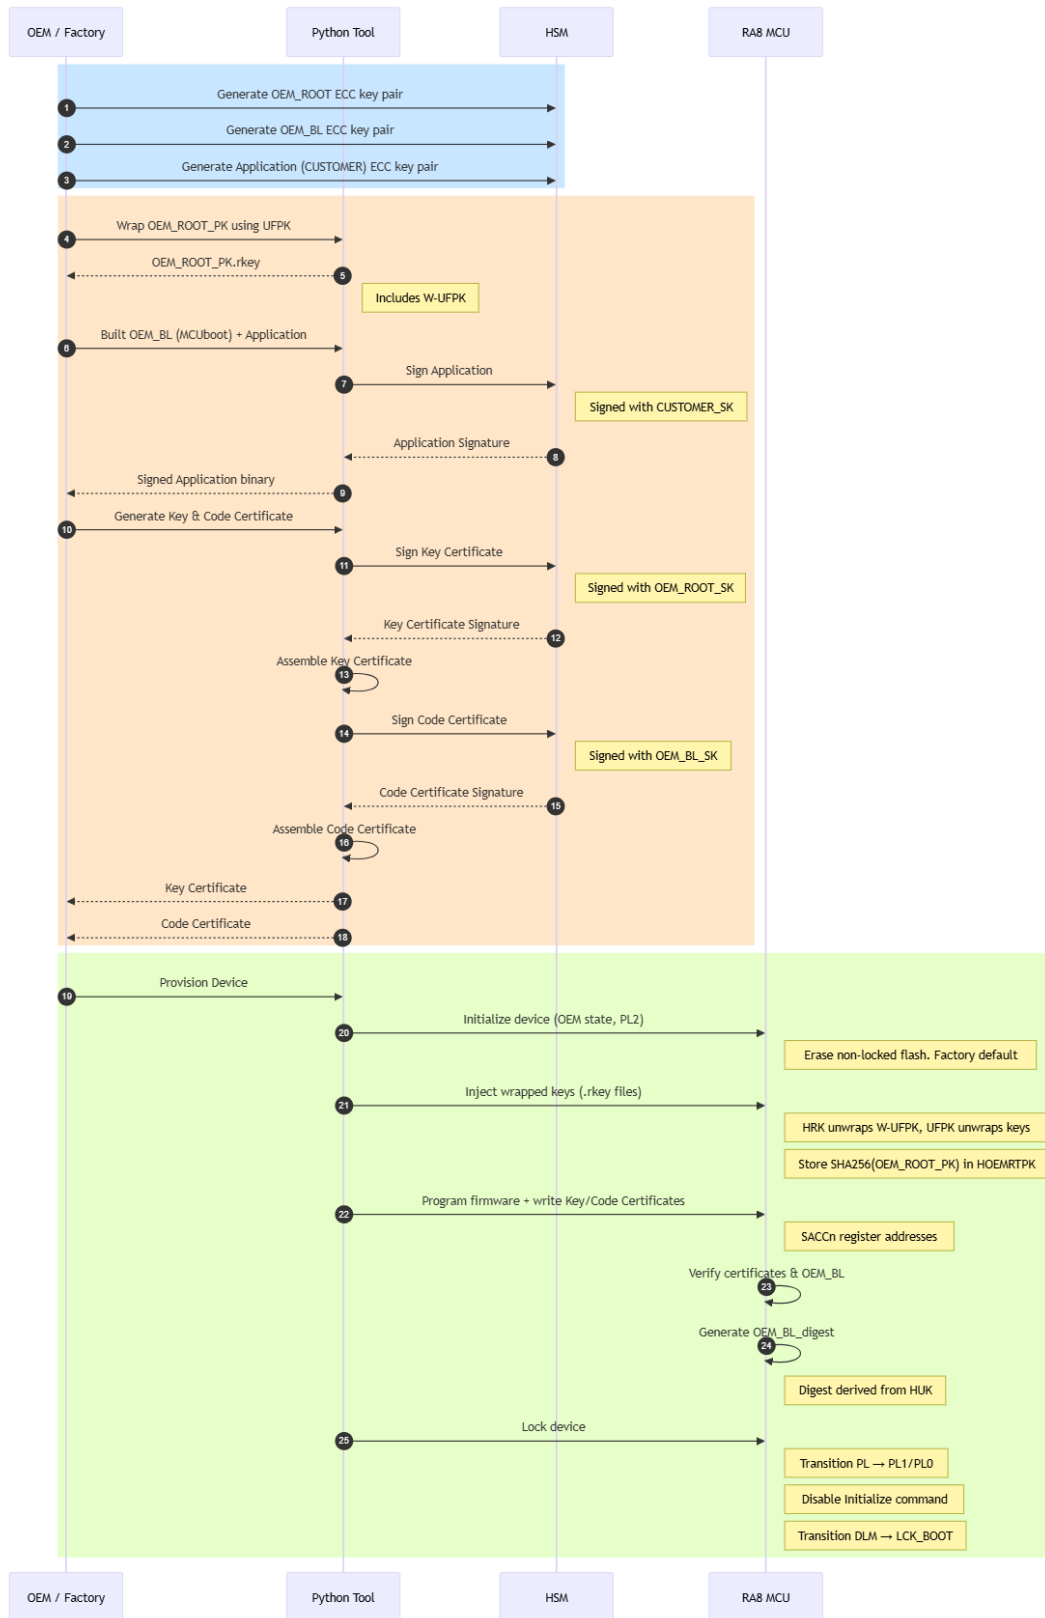 OEM / Factory
Python Tool
HSM
RA8 MCU
Generate OEM_ROOT ECC key pair
1
Generate OEM_BL ECC key pair
2
Generate Application (CUSTOMER) ECC key pair
3
Wrap OEM_ROOT_PK using UFPK
4
OEM_ROOT_PK.rkey
5
Includes W-UFPK
Built OEM_BL (MCUboot) + Application
6
Sign Application
7
Signed with CUSTOMER_SK
Application Signature
8
Signed Application binary
9
Generate Key & Code Certificate
10
Sign Key Certificate
11
Signed with OEM_ROOT_SK
Key Certificate Signature
12
Assemble Key Certificate
13
Sign Code Certificate
14
Signed with OEM_BL_SK
Code Certificate Signature
15
Assemble Code Certificate
16
Key Certificate
17
Code Certificate
18
Provision Device
19
Initialize device (OEM state, PL2)
20
Erase non-locked flash. Factory default
Inject wrapped keys (.rkey files)
21
HRK unwraps W-UFPK, UFPK unwraps keys
Store SHA256(OEM_ROOT_PK) in HOEMRTPK
Program firmware + write Key/Code Certificates
22
SACCn register addresses
Verify certificates & OEM_BL
23
Generate OEM_BL_digest
24
Digest derived from HUK
Lock device
25
Transition PL → PL1/PL0
Disable Initialize command
Transition DLM → LCK_BOOT
OEM / Factory
Python Tool
HSM
RA8 MCU